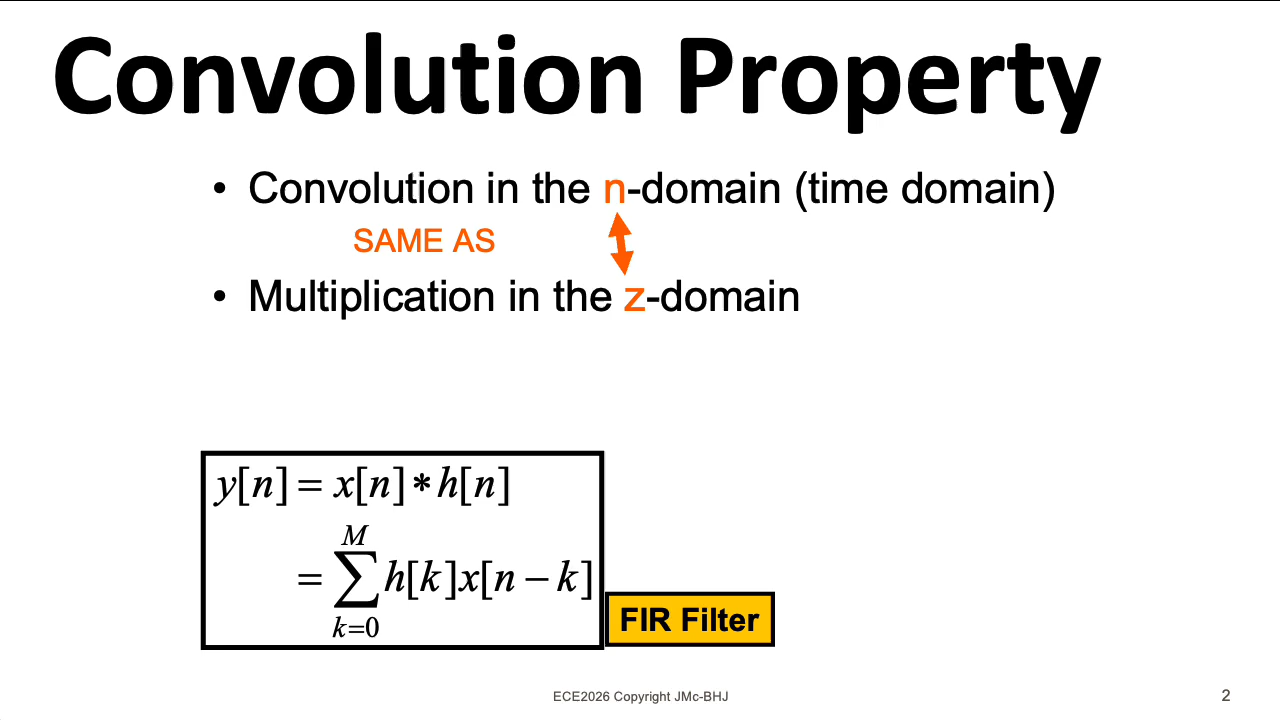 Convolution Property
• Convolution in the n-domain (time domain)
SAME AS
• Multiplication in the z-domain
y[n] = x[n] * h[n]
M
= ∑ h[k]x[n − k]
k=0
FIR Filter
ECE2026 Copyright JMc-BHJ
2